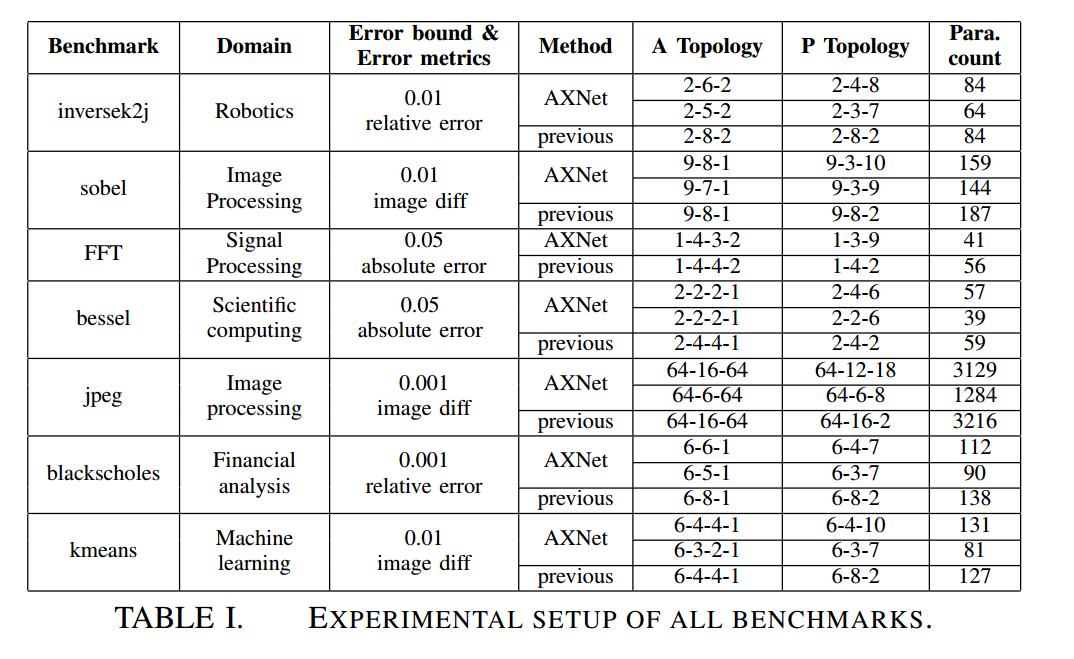 Benchmark Domain Error bound & Error metrics Method A Topology P Topology Para. count
inversek2j Robotics 0.01 relative error AXNet 2-6-2 2-4-8 84
2-5-2 2-3-7 64
previous 2-8-2 2-8-2 84
sobel Image Processing 0.01 image diff AXNet 9-8-1 9-3-10 159
9-7-1 9-3-9 144
previous 9-8-1 9-8-2 187
FFT Signal Processing 0.05 absolute error AXNet 1-4-3-2 1-3-9 41
previous 1-4-4-2 1-4-2 56
bessel Scientific computing 0.05 absolute error AXNet 2-2-2-1 2-4-6 57
2-2-2-1 2-2-6 39
previous 2-4-4-1 2-4-2 59
jpeg Image processing 0.001 image diff AXNet 64-16-64 64-12-18 3129
64-6-64 64-6-8 1284
previous 64-16-64 64-16-2 3216
blackscholes Financial analysis 0.001 relative error AXNet 6-6-1 6-4-7 112
6-5-1 6-3-7 90
previous 6-8-1 6-8-2 138
kmeans Machine learning 0.01 image diff AXNet 6-4-4-1 6-4-10 131
6-3-2-1 6-3-7 81
previous 6-4-4-1 6-8-2 127
TABLE I. EXPERIMENTAL SETUP OF ALL BENCHMARKS.